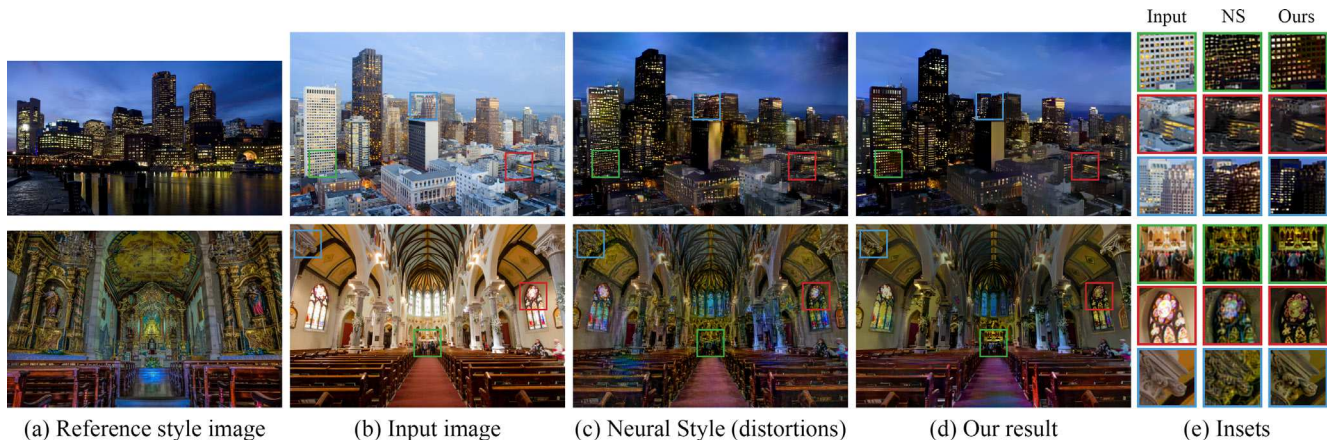 Input NS Ours
(a) Reference style image (b) Input image (c) Neural Style (distortions) (d) Our result (e) Insets